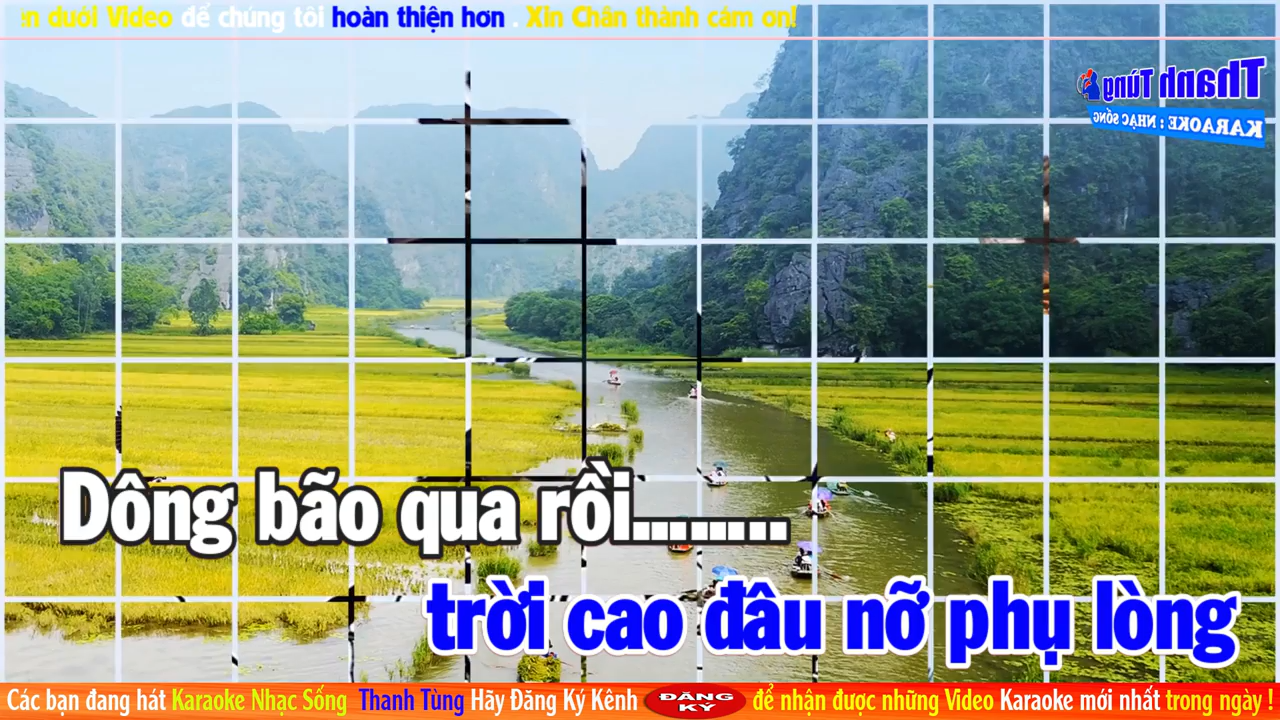 ên dưới Video để chúng tôi hoàn thiện hơn . Xin Chân thành cám ơn!
Thanh Tùng
KARAOKE : NHẠC SỐNG
Dông bão qua rồi........
trời cao đâu nỡ phụ lòng
Các bạn đang hát Karaoke Nhạc Sống Thanh Tùng Hãy Đăng Ký Kênh ĐĂNG KÝ để nhận được những Video Karaoke mới nhất trong ngày !